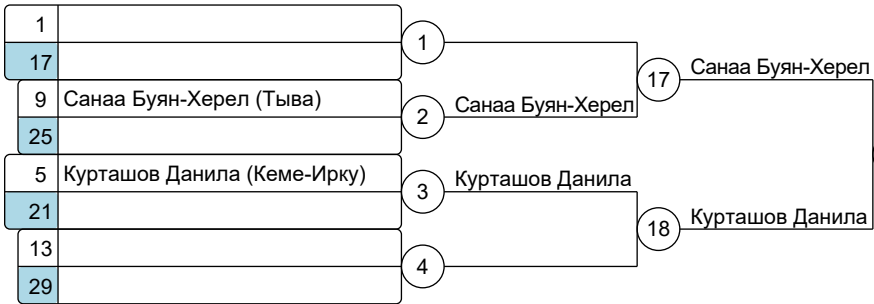 1
17
1
9 Санаа Буян-Херел (Тыва)
25
2
Санаа Буян-Херел
17
Санаа Буян-Херел
5 Курташов Данила (Кеме-Ирку)
21
3
Курташов Данила
13
29
4
18
Курташов Данила